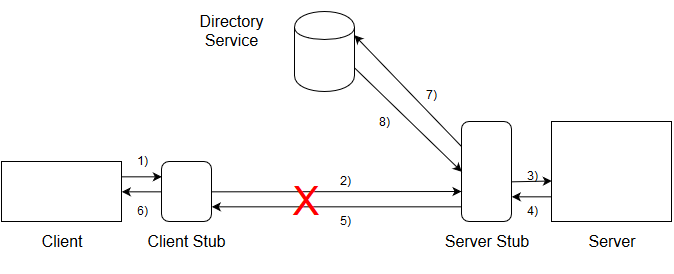 Directory
Service
7)
8)
1)
2)
3)
6)
5)
4)
Client
Client Stub
Server Stub
Server